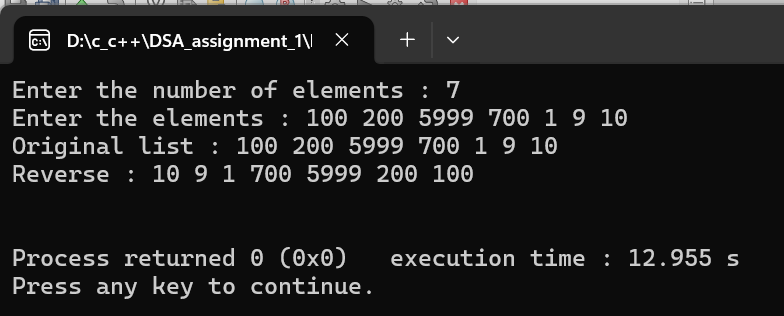 D:\c_c++\DSA_assignment_1\
Enter the number of elements : 7
Enter the elements : 100 200 5999 700 1 9 10
Original list : 100 200 5999 700 1 9 10
Reverse : 10 9 1 700 5999 200 100
Process returned 0 (0x0)   execution time : 12.955 s
Press any key to continue.